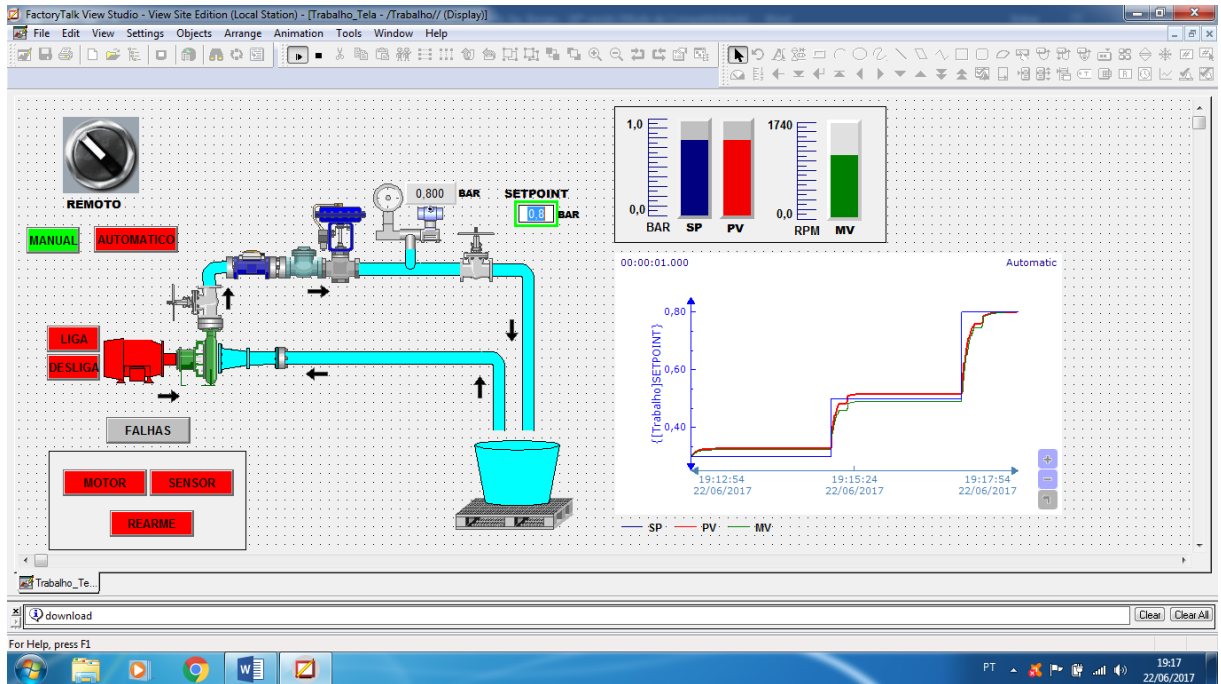 FactoryTalk View Studio - View Site Edition (Local Station) - [Trabalho_Tela - /Trabalho// (Display)]
File Edit View Settings Objects Arrange Animation Tools Window Help
REMOTO
MANUAL
AUTOMATICO
0,800 BAR
SETPOINT
0,8 BAR
LIGA
DESLIGA
FALHAS
MOTOR
SENSOR
REARME
1,0
0,0
BAR SP PV
1740
0,0
RPM MV
00:00:01.000
Automatic
{[Trabalho]SETPOINT}
0,80
0,60
0,40
19:12:54
22/06/2017
19:15:24
22/06/2017
19:17:54
22/06/2017
SP PV MV
Trabalho_Te...
download
Clear
Clear All
For Help, press F1
PT
19:17
22/06/2017